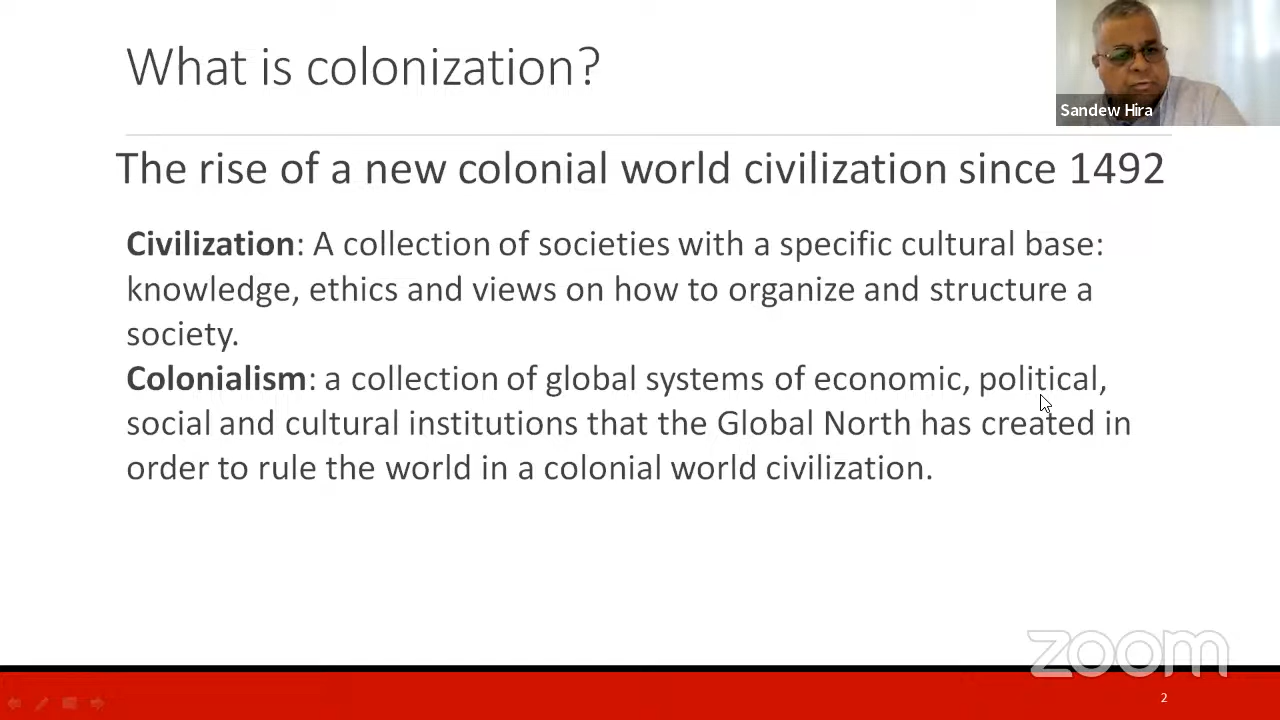 What is colonization?
Sandew Hira
The rise of a new colonial world civilization since 1492
Civilization: A collection of societies with a specific cultural base:
knowledge, ethics and views on how to organize and structure a
society.
Colonialism: a collection of global systems of economic, political,
social and cultural institutions that the Global North has created in
order to rule the world in a colonial world civilization.
zoom
2